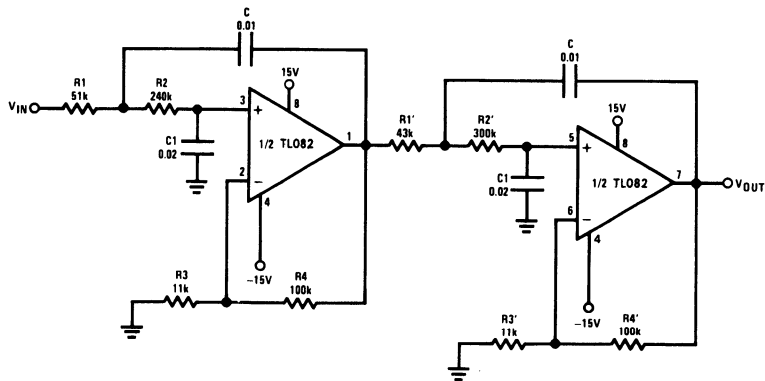 C
0.01
R1
51k
R2
240k
VIN
15V
8
3
+
C1
0.02
1/2 TL082
1
2
−
4
−15V
R3
11k
R4
100k
R1'
43k
R2'
300k
C
0.01
15V
8
5
+
C1
0.02
1/2 TL082
7
VOUT
6
−
4
−15V
R3'
11k
R4'
100k